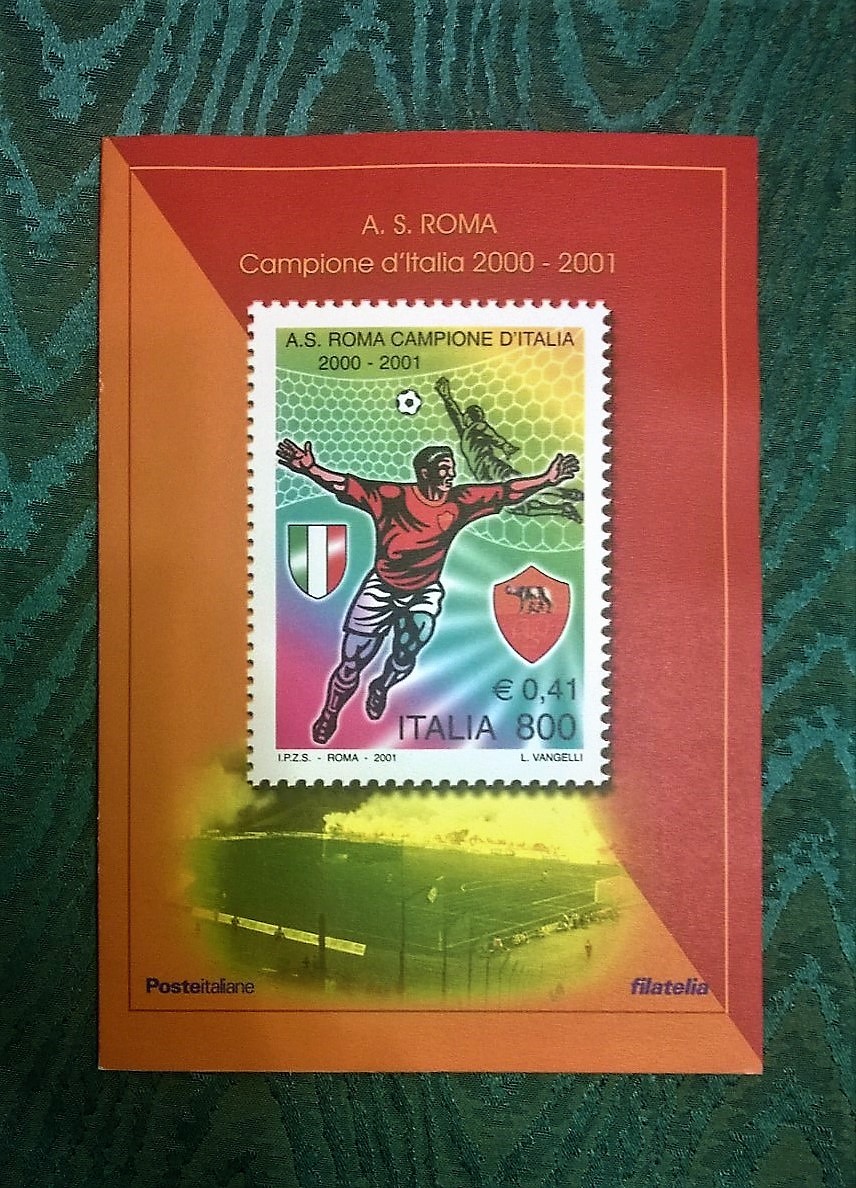 A. S. ROMA
Campione d'Italia 2000 - 2001
A.S. ROMA CAMPIONE D'ITALIA
2000 - 2001
€ 0,41
ITALIA 800
I.P.Z.S. - ROMA - 2001 L. VANGELLI
Posteitaliane filatelia